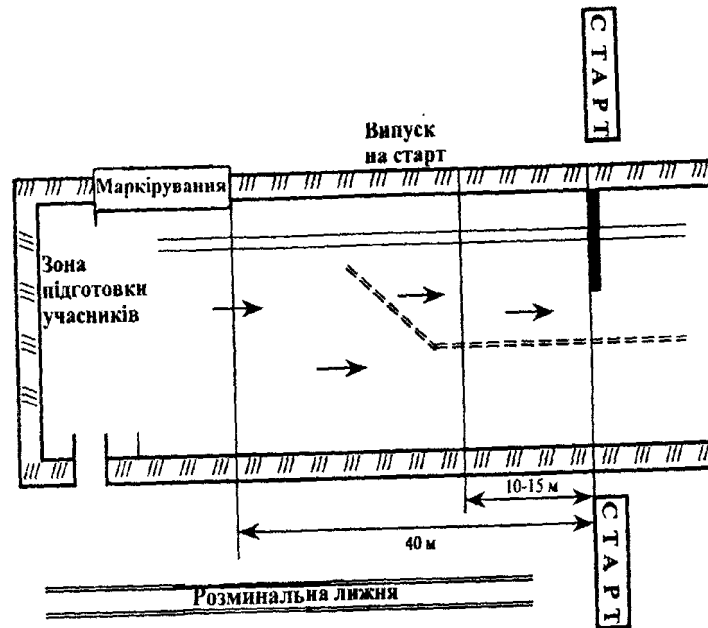 СТАРТ
Випуск
на старт
Маркірування
Зона
підготовки
учасників
10-15 м
40 м
СТАРТ
Розминальна лижня